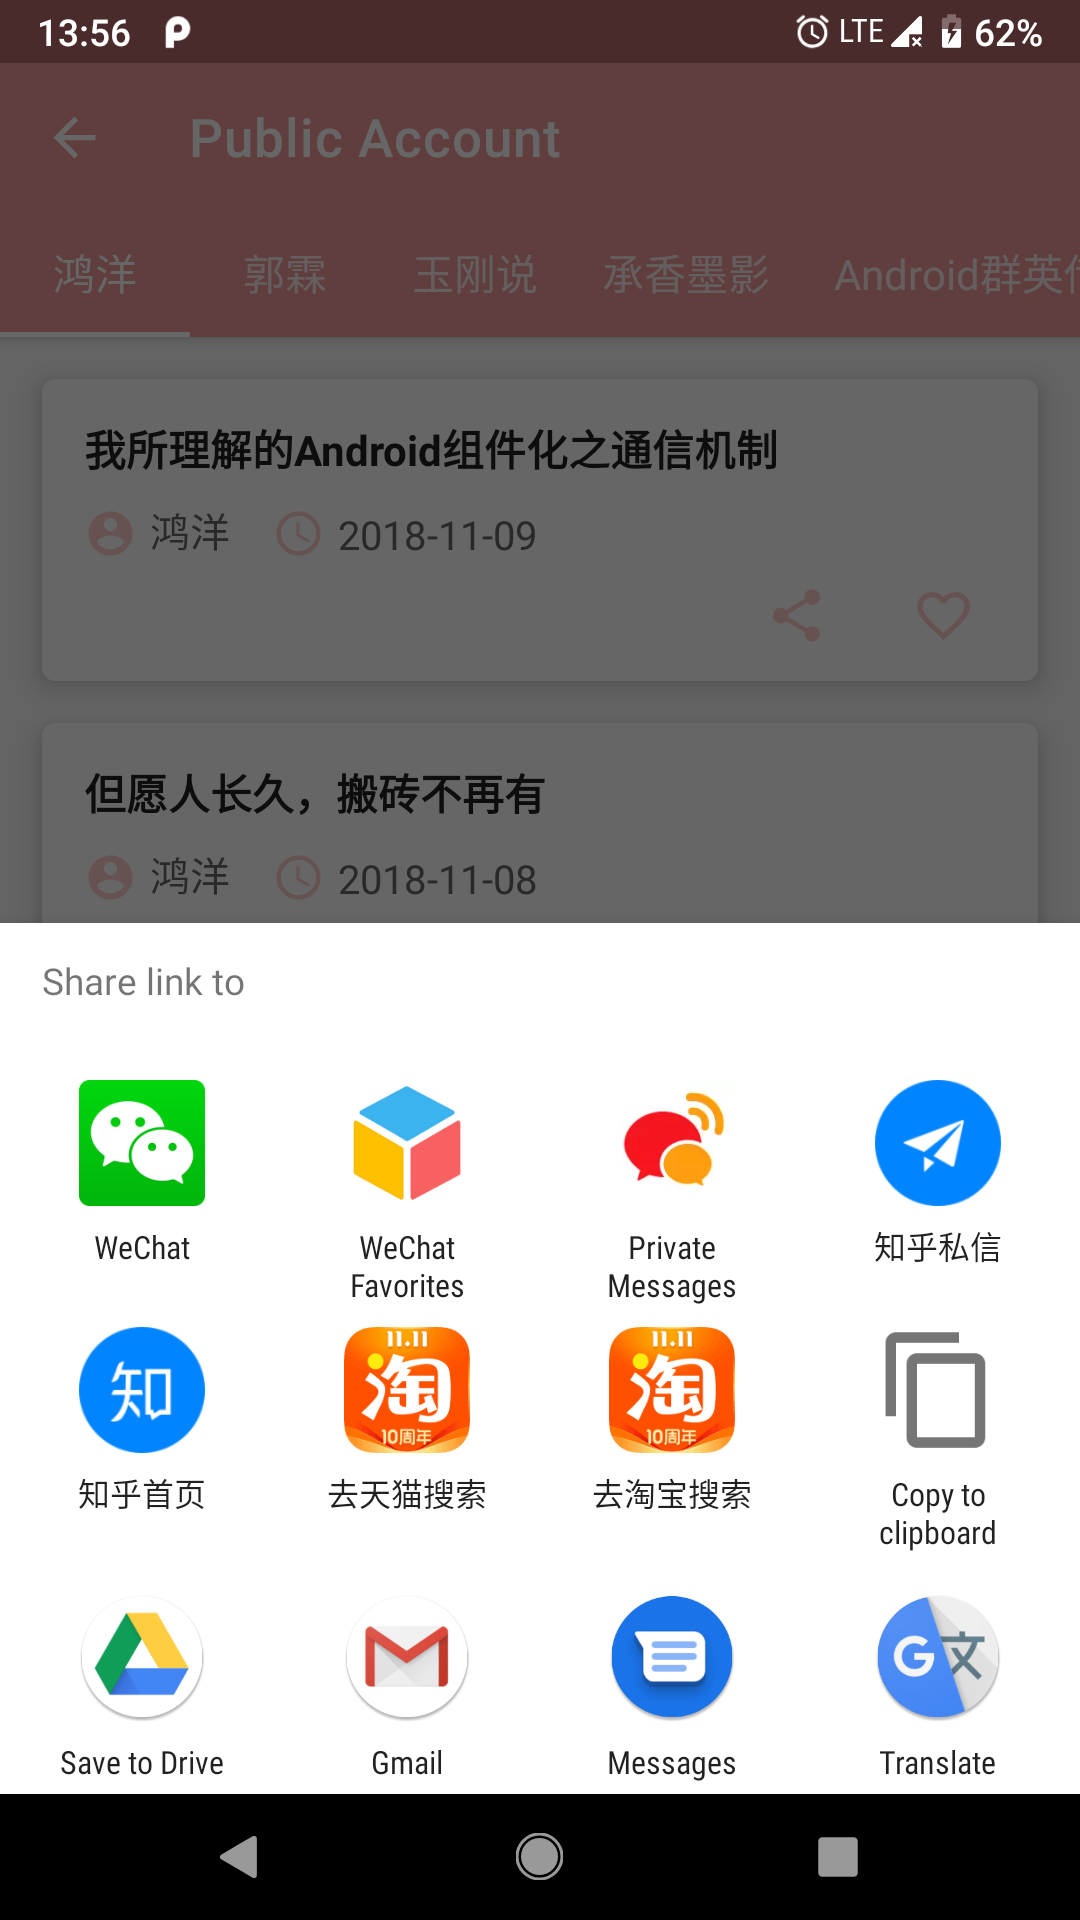 13:56 LTE 62%
Public Account
鸿洋 郭霖 玉刚说 承香墨影 Android群英
我所理解的Android组件化之通信机制
鸿洋 2018-11-09
但愿人长久，搬砖不再有
鸿洋 2018-11-08
Share link to
WeChat
WeChat Favorites
Private Messages
知乎私信
知
知乎首页
11.11
淘
10周年
去天猫搜索
11.11
淘
10周年
去淘宝搜索
Copy to clipboard
Save to Drive
Gmail
Messages
G文
Translate